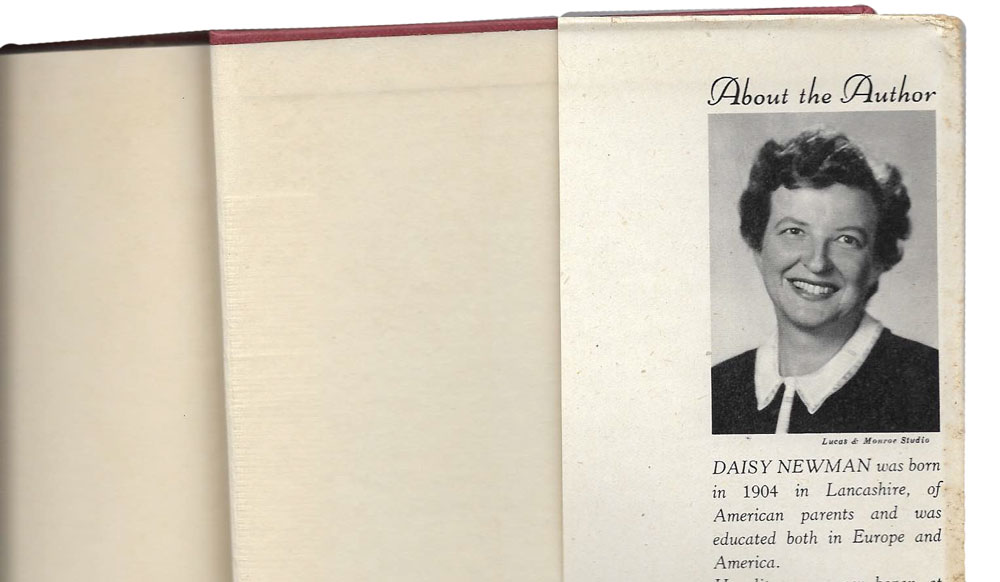 About the Author
Lucas & Monroe Studio
DAISY NEWMAN was born
in 1904 in Lancashire, of
American parents and was
educated both in Europe and
America.